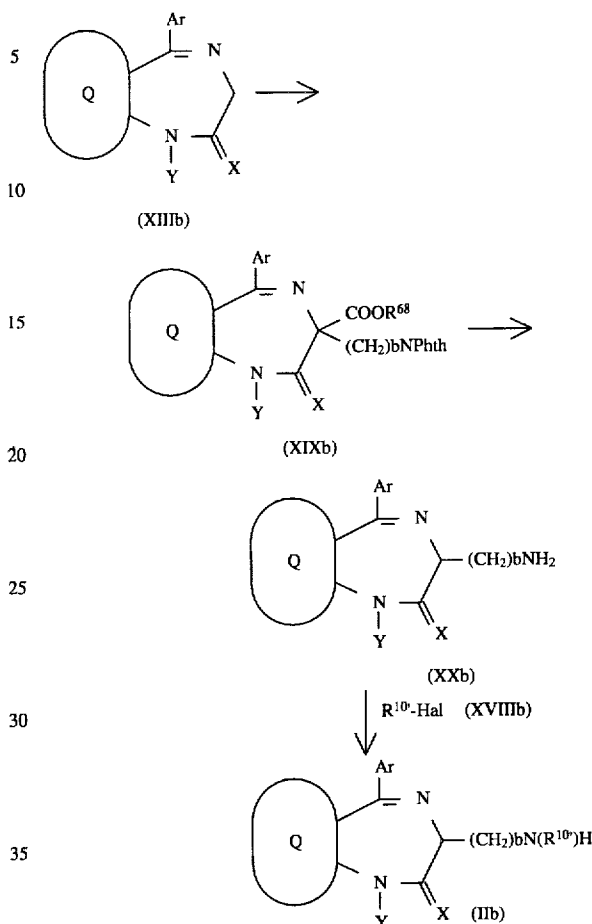 5
10
15
20
25
30
35
Ar
N
Q
N
Y
X
(XIIIb)
Ar
N
COOR⁶⁸
(CH₂)bNPhth
Q
N
Y
X
(XIXb)
Ar
N
(CH₂)bNH₂
Q
N
Y
X
(XXb)
R¹⁰'-Hal (XVIIIb)
Ar
N
(CH₂)bN(R¹⁰')H
Q
N
Y
X (IIb)